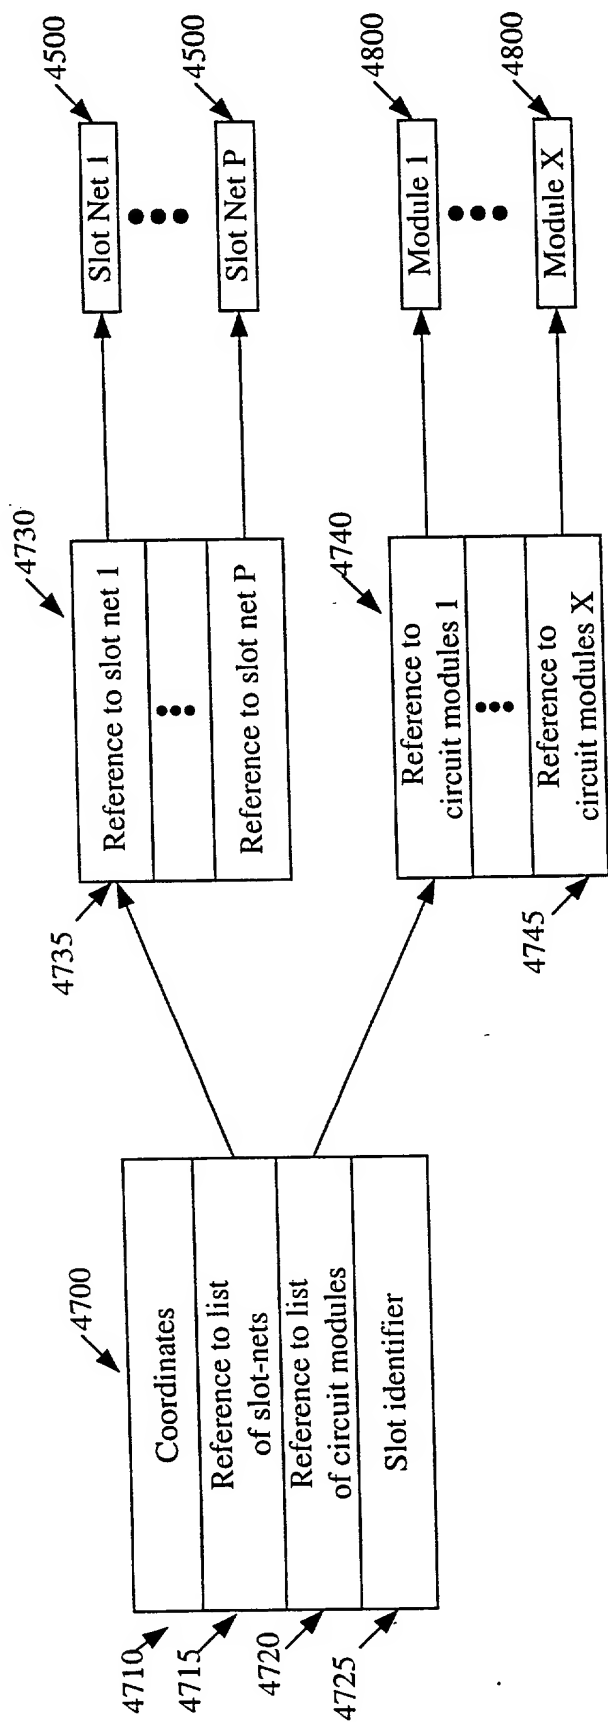 4700
4710
Coordinates
4715
Reference to list
of slot-nets
4720
Reference to list
of circuit modules
4725
Slot identifier
4730
4735
Reference to slot net 1
Reference to slot net P
4740
Reference to
circuit modules 1
Reference to
circuit modules X
4745
4500
Slot Net 1
4500
Slot Net P
4800
Module 1
4800
Module X